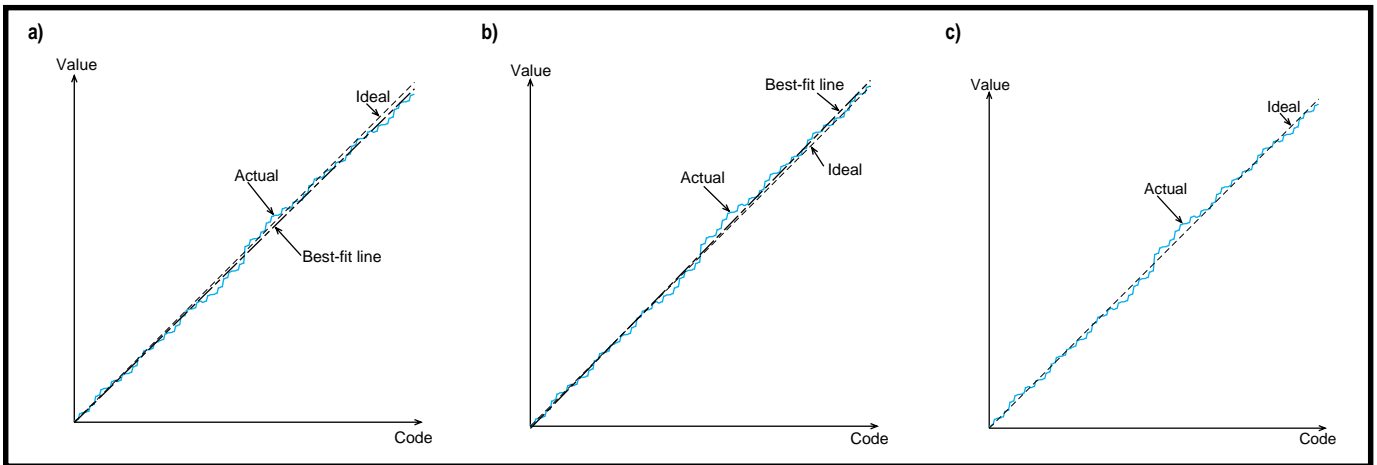 a)
Value
Ideal
Actual
Best-fit line
Code
b)
Value
Best-fit line
Ideal
Actual
Code
c)
Value
Ideal
Actual
Code